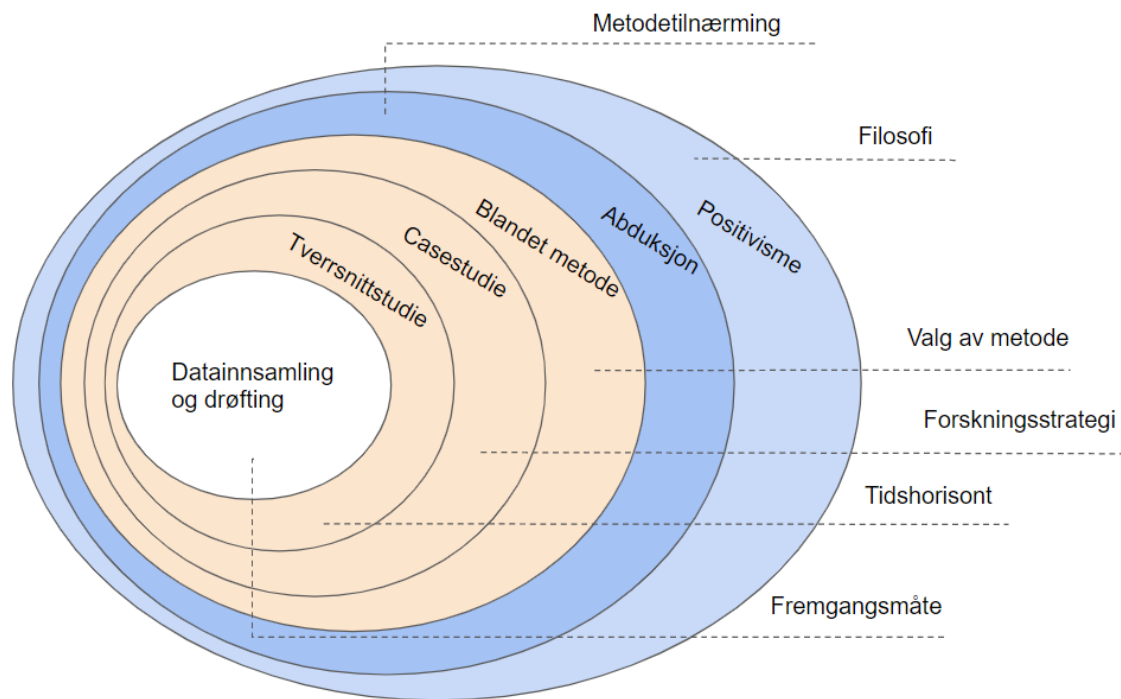 Metodetilnærming
Filosofi
Positivisme
Abduksjon
Blandet metode
Casestudie
Tverrsnittstudie
Datainnsamling
og drøfting
Valg av metode
Forskningsstrategi
Tidshorisont
Fremgangsmåte